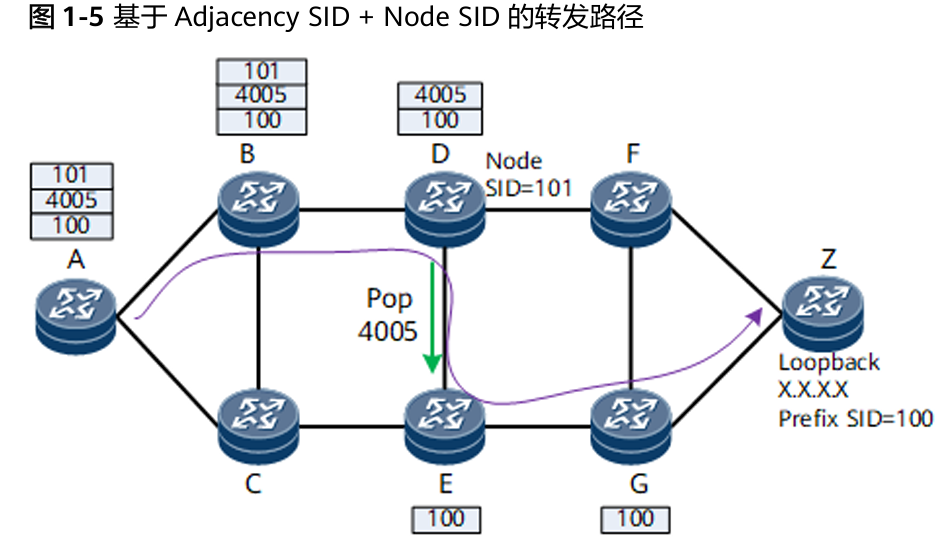 图 1-5 基于 Adjacency SID + Node SID 的转发路径
101
4005
100
B
4005
100
D
Node
SID=101
F
101
4005
100
A
Pop
4005
Z
Loopback
X.X.X.X
Prefix SID=100
C
E
G
100
100